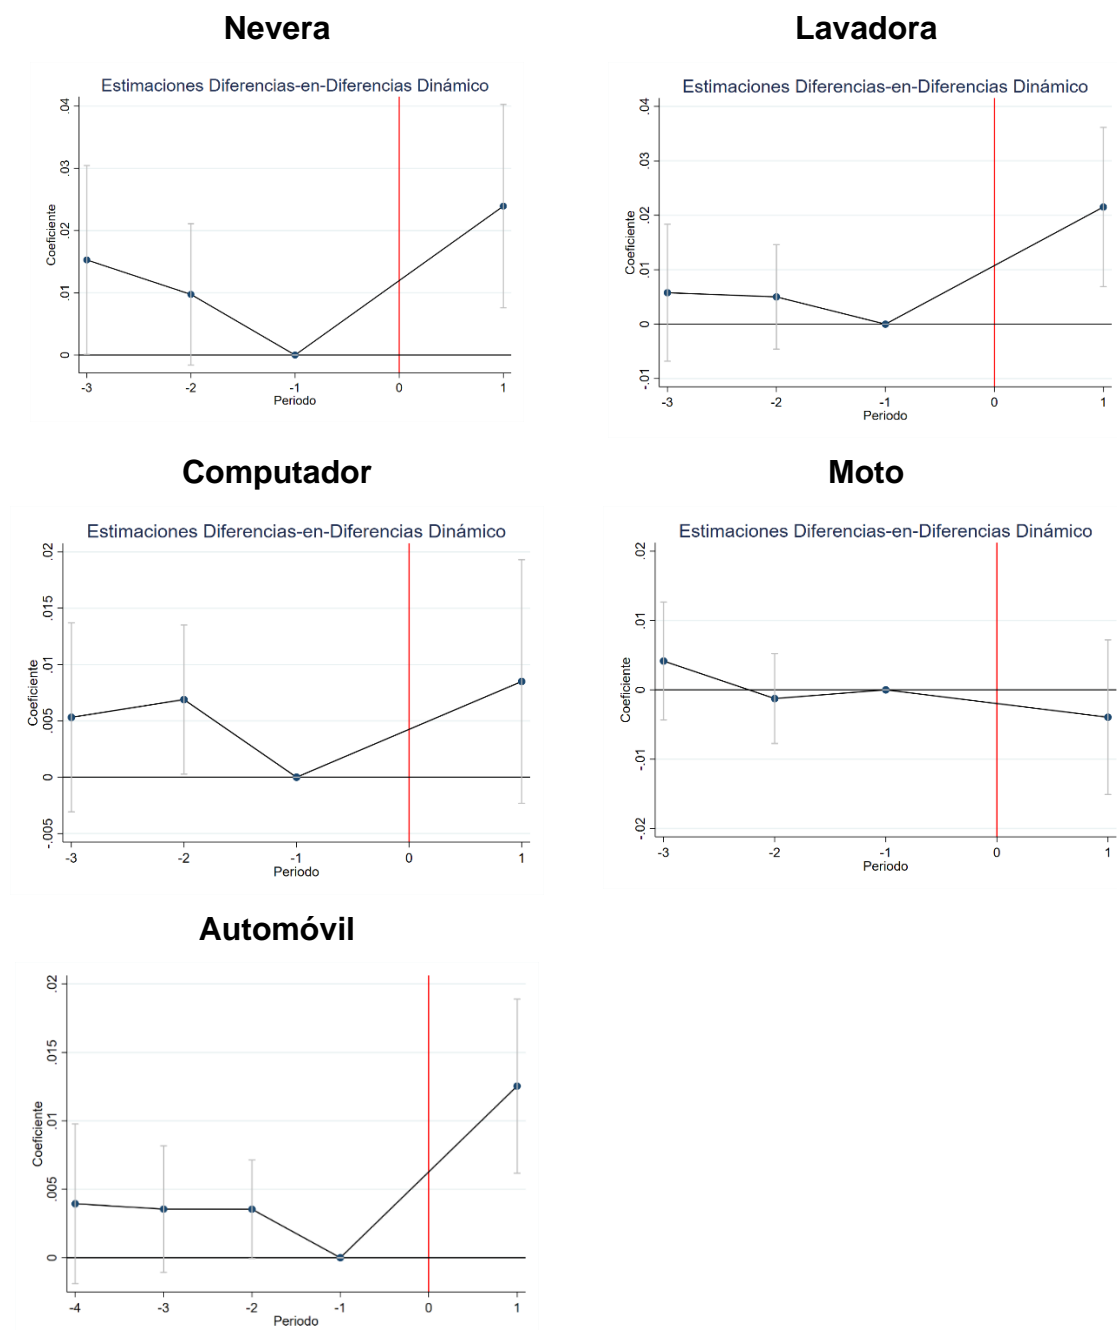 Nevera
Estimaciones Diferencias-en-Diferencias Dinámico
Coeficiente
.04
.03
.02
.01
0
-3 -2 -1 0 1
Periodo
Lavadora
Estimaciones Diferencias-en-Diferencias Dinámico
Coeficiente
.04
.03
.02
.01
0
-.01
-3 -2 -1 0 1
Periodo
Computador
Estimaciones Diferencias-en-Diferencias Dinámico
Coeficiente
.02
.015
.01
.005
0
-.005
-3 -2 -1 0 1
Periodo
Moto
Estimaciones Diferencias-en-Diferencias Dinámico
Coeficiente
.02
.01
0
-.01
-.02
-3 -2 -1 0 1
Periodo
Automóvil
Coeficiente
.02
.015
.01
.005
0
-4 -3 -2 -1 0 1
Periodo